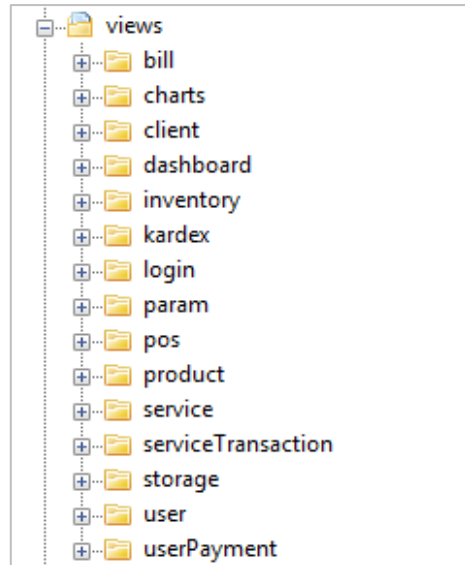 views
bill
charts
client
dashboard
inventory
kardex
login
param
pos
product
service
serviceTransaction
storage
user
userPayment